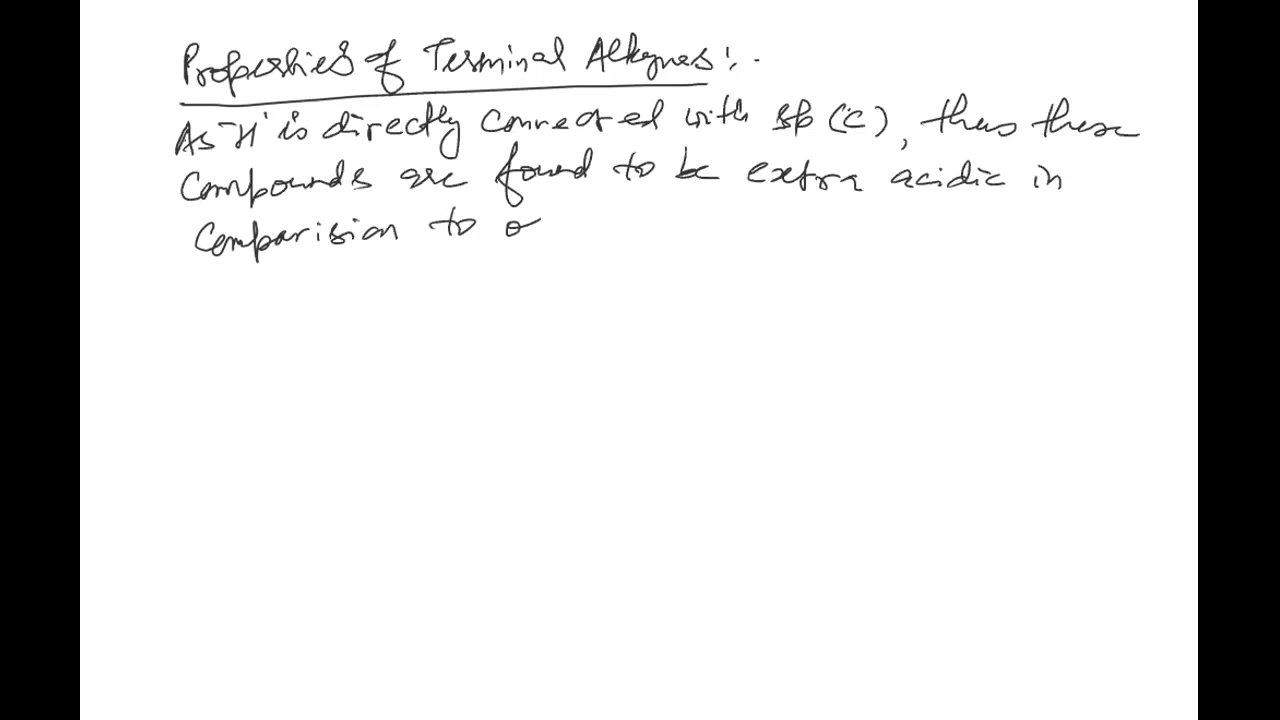 Properties of Terminal Alkynes :-
As 'H' is directly connected with sp (C), thus these
compounds are found to be extra acidic in
comparision to o